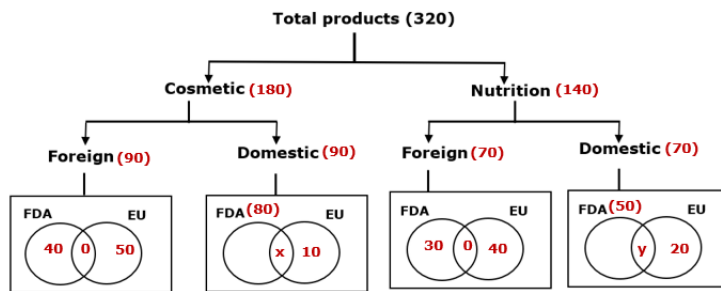 Total products (320)
Cosmetic (180) Nutrition (140)
Foreign (90) Domestic (90) Foreign (70) Domestic (70)
FDA EU FDA (80) EU FDA EU FDA (50) EU
40 0 50 x 10 30 0 40 y 20